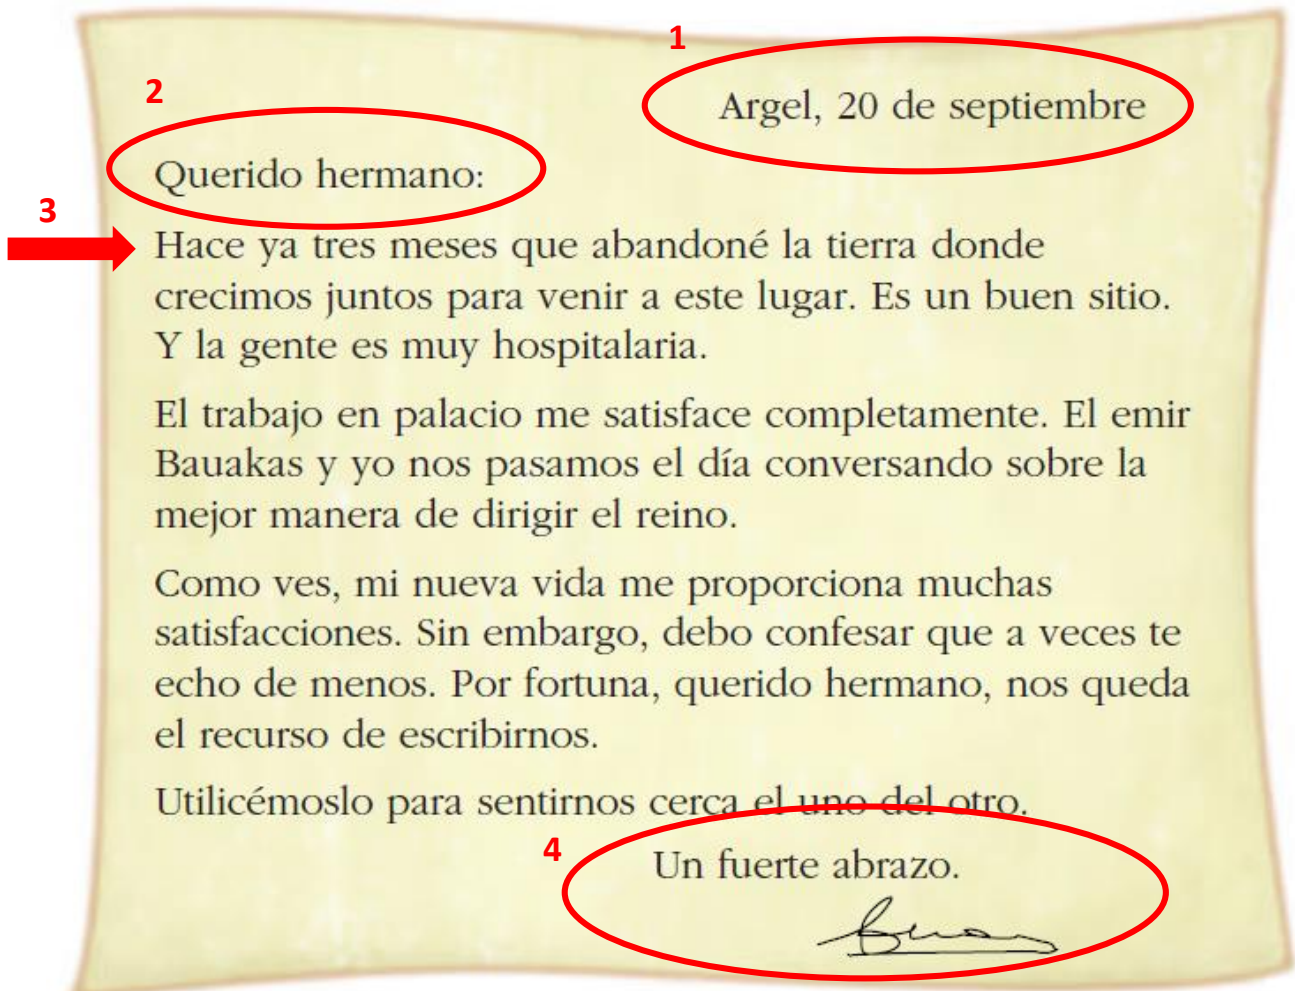 1
Argel, 20 de septiembre
2
Querido hermano:
3
Hace ya tres meses que abandoné la tierra donde
crecimos juntos para venir a este lugar. Es un buen sitio.
Y la gente es muy hospitalaria.
El trabajo en palacio me satisface completamente. El emir
Bauakas y yo nos pasamos el día conversando sobre la
mejor manera de dirigir el reino.
Como ves, mi nueva vida me proporciona muchas
satisfacciones. Sin embargo, debo confesar que a veces te
echo de menos. Por fortuna, querido hermano, nos queda
el recurso de escribirnos.
Utilicémoslo para sentirnos cerca el uno del otro.
4
Un fuerte abrazo.